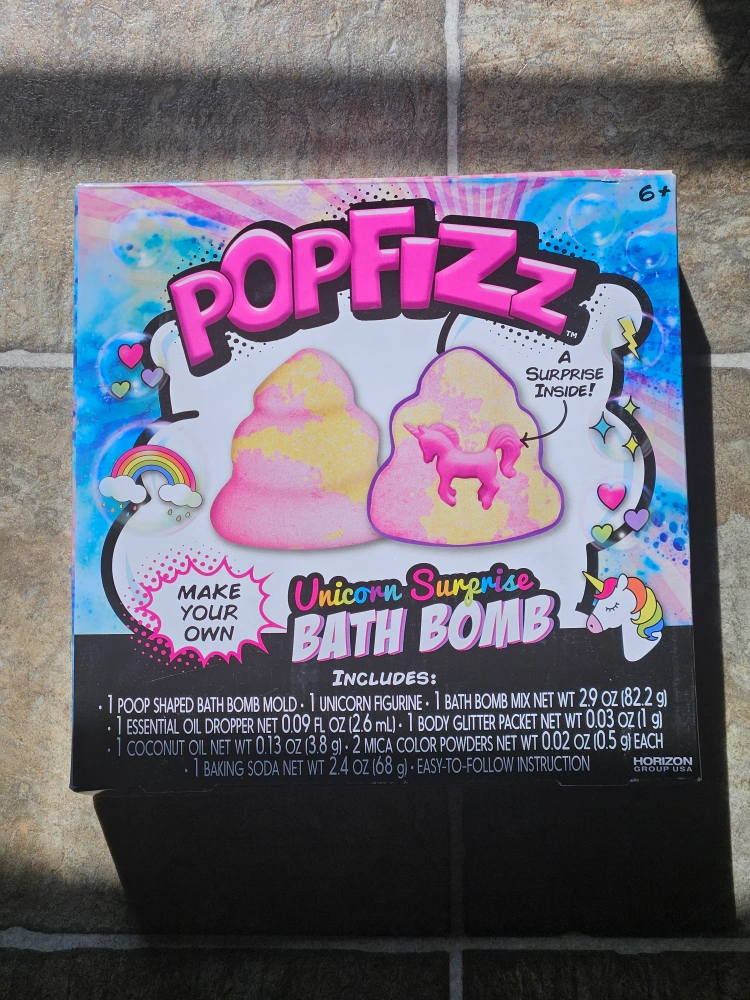 6+
POPFIZZ™
A
SURPRISE
INSIDE!
MAKE
YOUR
OWN
Unicorn Surprise
BATH BOMB
INCLUDES:
· 1 POOP SHAPED BATH BOMB MOLD · 1 UNICORN FIGURINE · 1 BATH BOMB MIX NET WT 2.9 OZ (82.2 g)
· 1 ESSENTIAL OIL DROPPER NET 0.09 FL OZ (2.6 mL) · 1 BODY GLITTER PACKET NET WT 0.03 OZ (1 g)
· 1 COCONUT OIL NET WT 0.13 OZ (3.8 g) · 2 MICA COLOR POWDERS NET WT 0.02 OZ (0.5 g) EACH
· 1 BAKING SODA NET WT 2.4 OZ (68 g) · EASY-TO-FOLLOW INSTRUCTION
HORIZON
GROUP USA